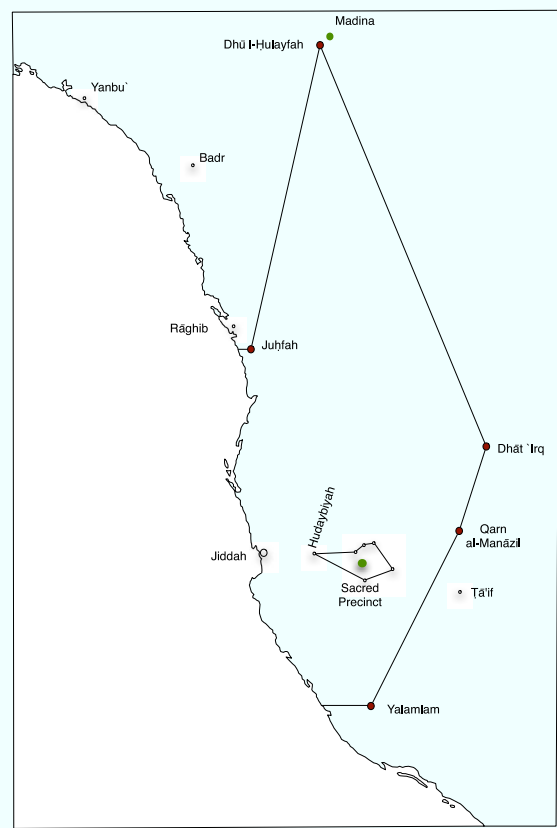 Madina
Dhū l-Ḥulayfah
Yanbu`
Badr
Rāghib
Juḥfah
Dhāt `Irq
Hudaybiyah
Qarn
al-Manāzil
Jiddah
Sacred
Precinct
Ṭā'if
Yalamlam